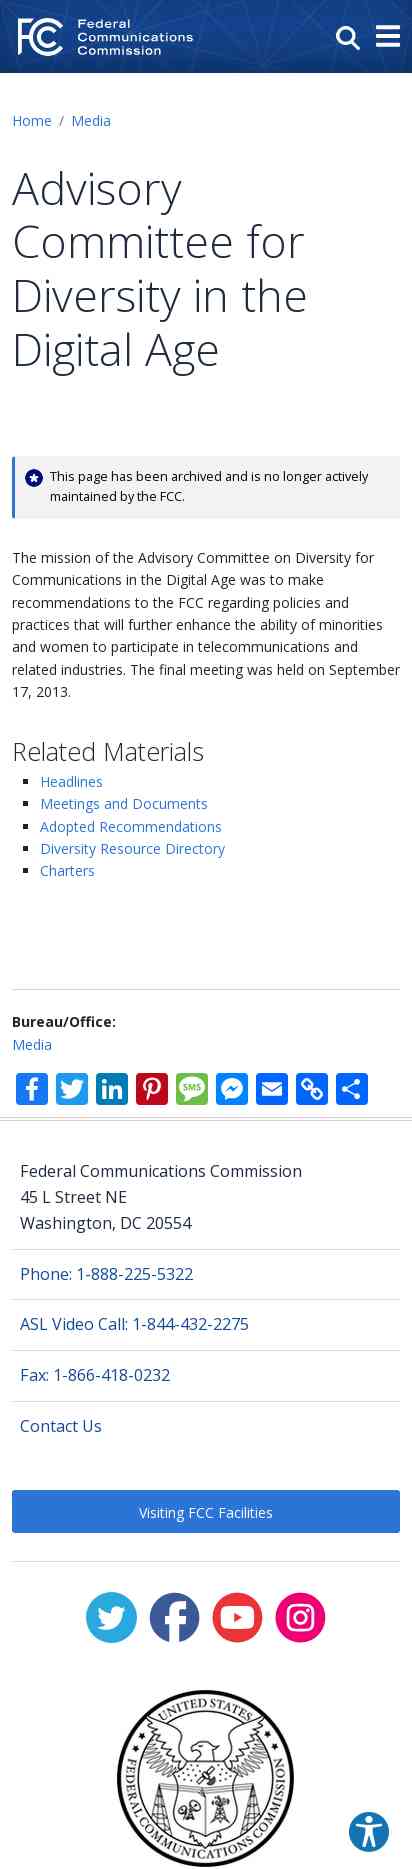 FCC Federal
Communications
Commission
Home / Media
Advisory
Committee for
Diversity in the
Digital Age
This page has been archived and is no longer actively
maintained by the FCC.
The mission of the Advisory Committee on Diversity for
Communications in the Digital Age was to make
recommendations to the FCC regarding policies and
practices that will further enhance the ability of minorities
and women to participate in telecommunications and
related industries. The final meeting was held on September
17, 2013.
Related Materials
Headlines
Meetings and Documents
Adopted Recommendations
Diversity Resource Directory
Charters
Bureau/Office:
Media
SMS
Federal Communications Commission
45 L Street NE
Washington, DC 20554
Phone: 1-888-225-5322
ASL Video Call: 1-844-432-2275
Fax: 1-866-418-0232
Contact Us
Visiting FCC Facilities
UNITED STATES
FEDERAL COMMUNICATIONS COMMISSION